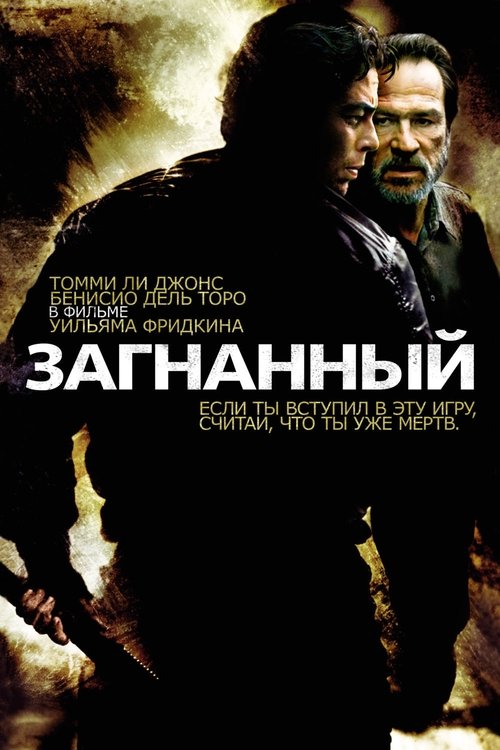 ТОММИ ЛИ ДЖОНС
БЕНИСИО ДЕЛЬ ТОРО
В ФИЛЬМЕ
УИЛЬЯМА ФРИДКИНА
ЗАГНАННЫЙ
ЕСЛИ ТЫ ВСТУПИЛ В ЭТУ ИГРУ,
СЧИТАЙ, ЧТО ТЫ УЖЕ МЕРТВ.